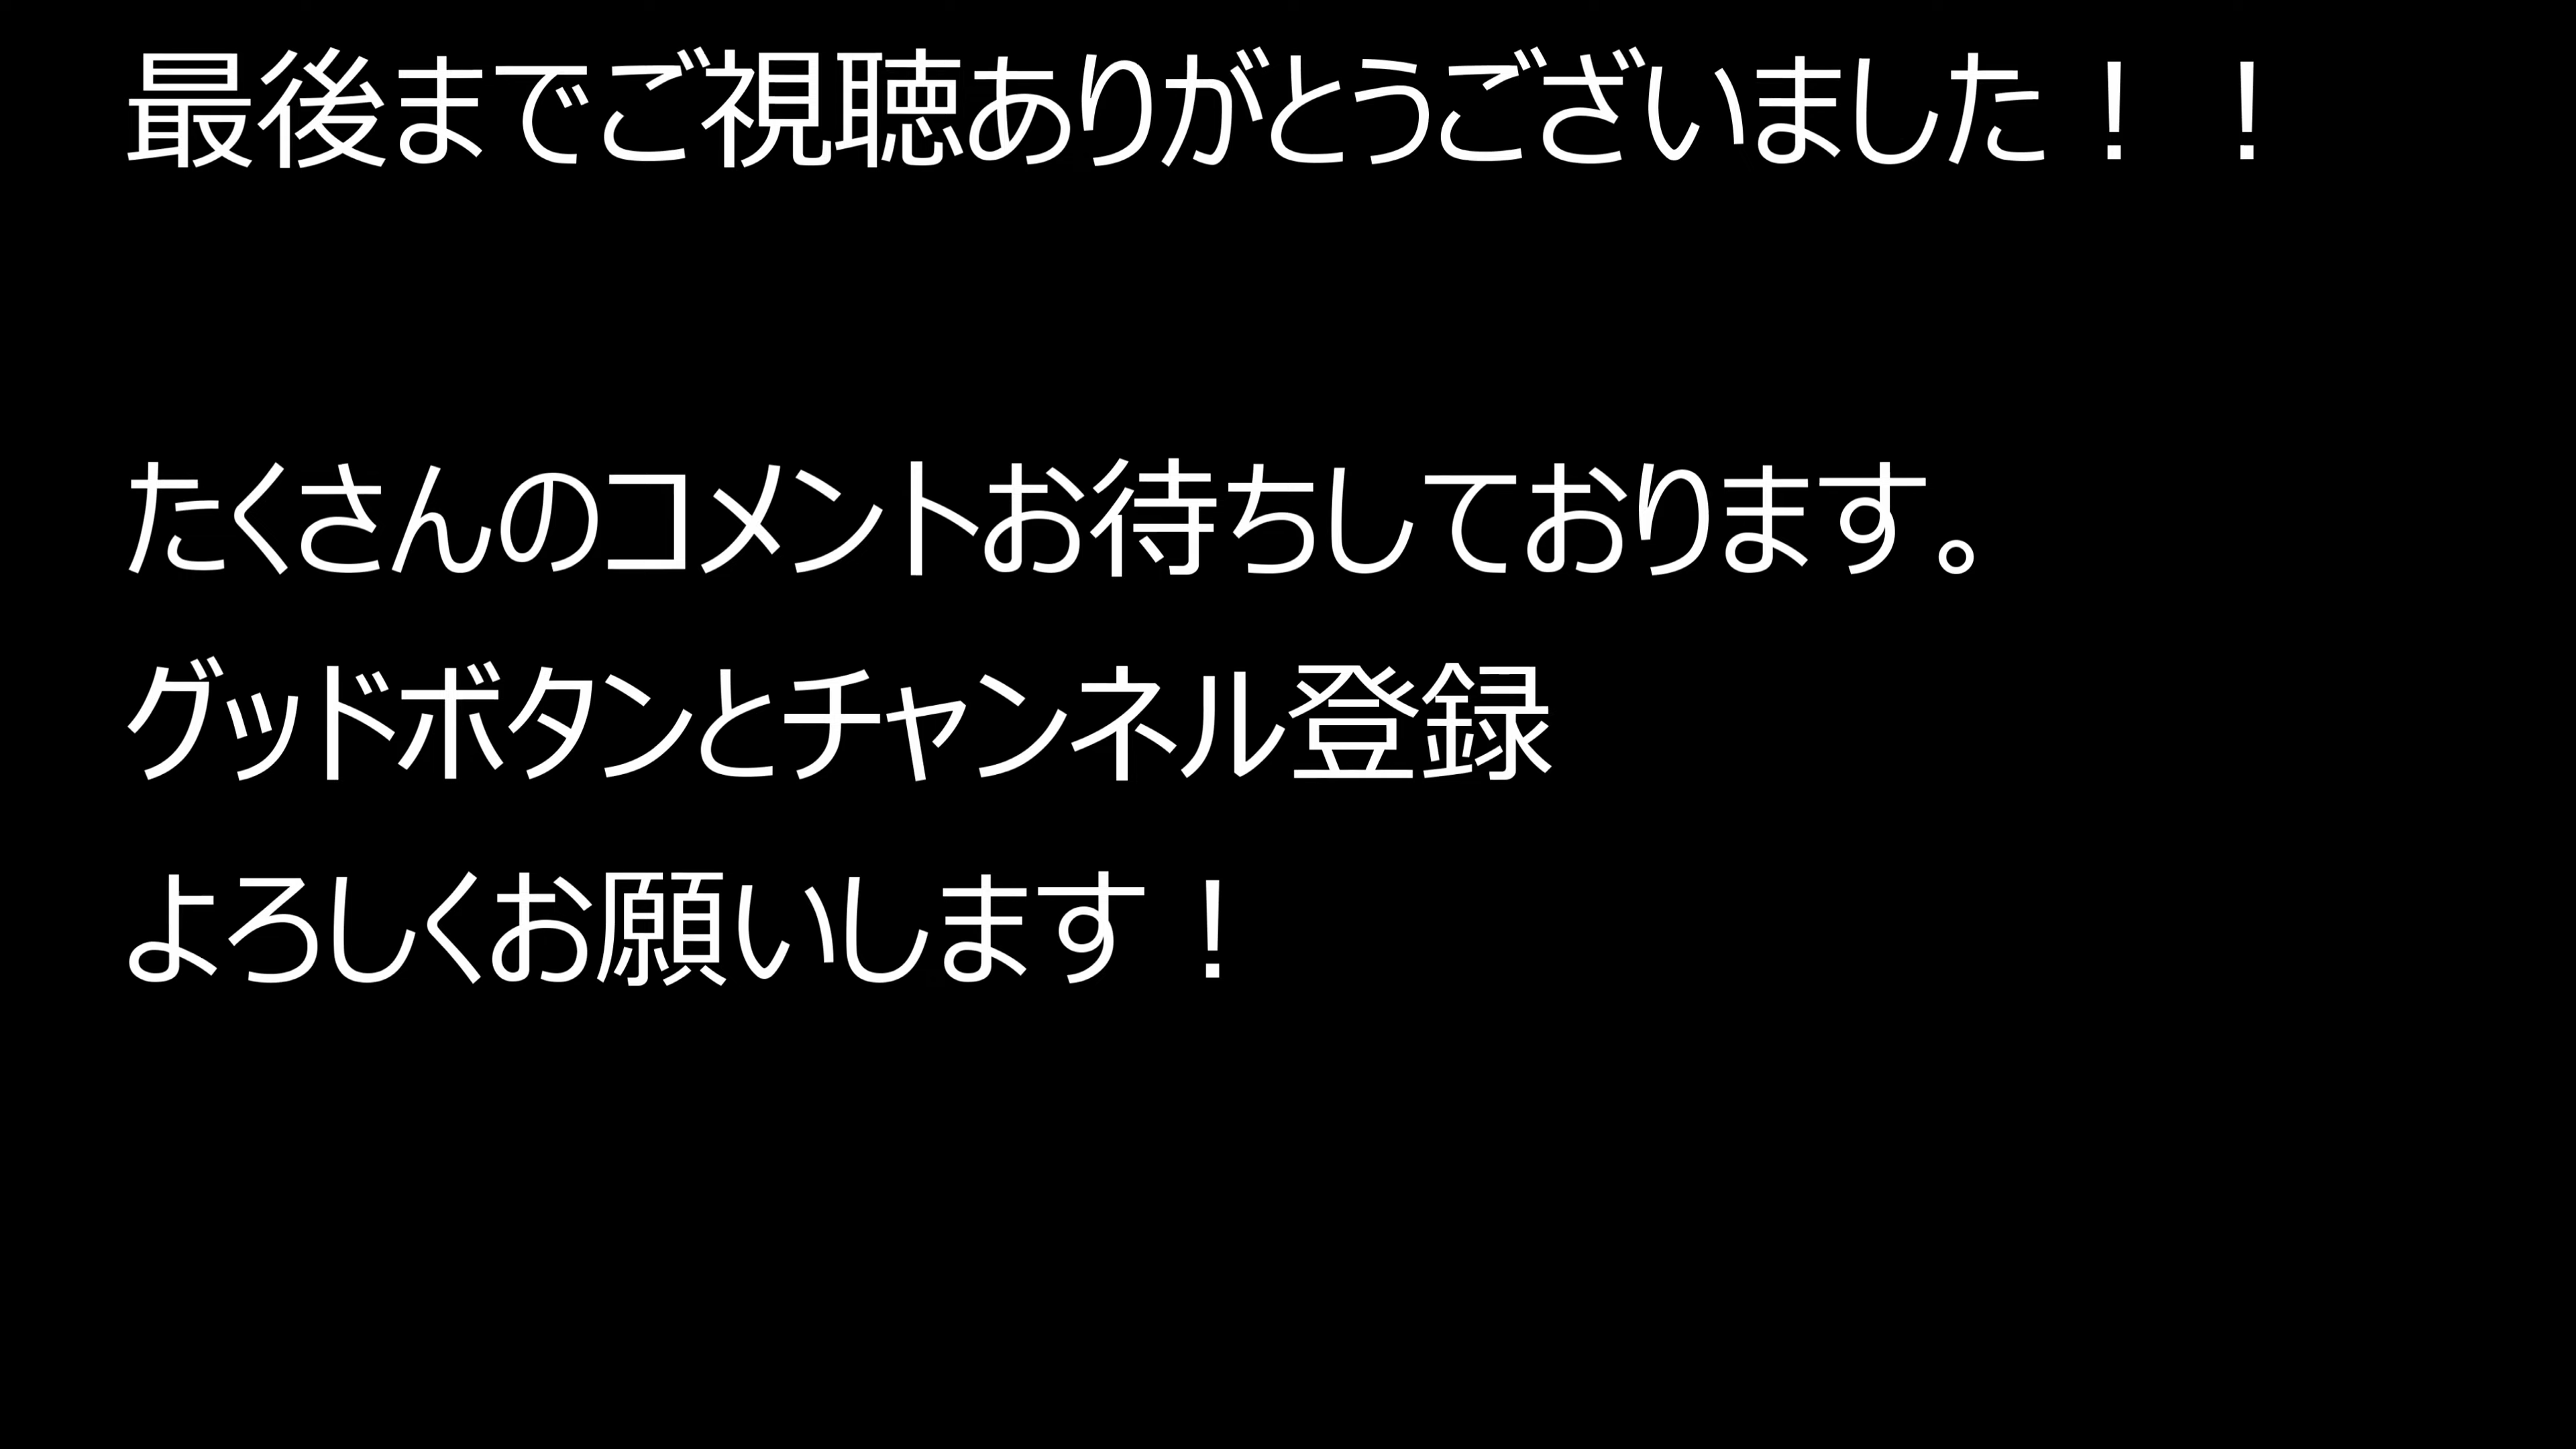 最後までご視聴ありがとうございました！！
たくさんのコメントお待ちしております。
グッドボタンとチャンネル登録
よろしくお願いします！